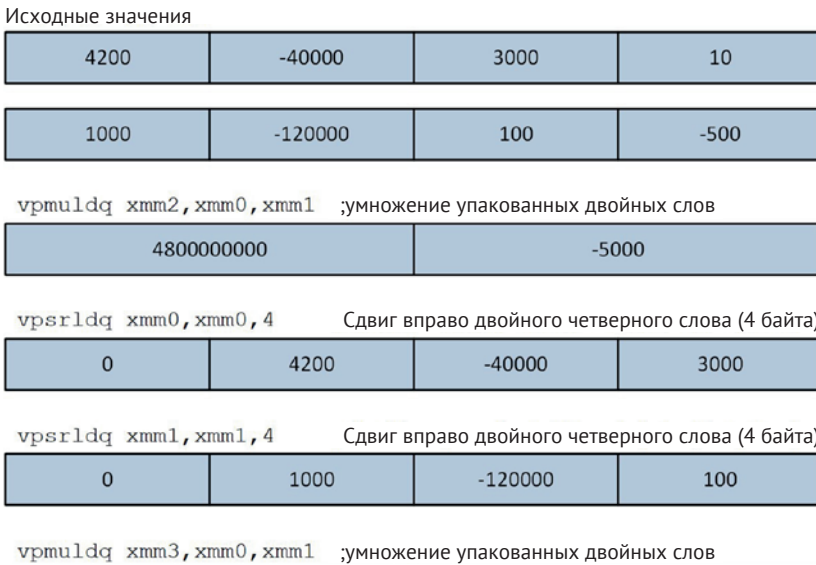 Исходные значения
4200 -40000 3000 10
1000 -120000 100 -500
vpmuldq xmm2,xmm0,xmm1 ;умножение упакованных двойных слов
4800000000 -5000
vpsrldq xmm0,xmm0,4 Сдвиг вправо двойного четверного слова (4 байта)
0 4200 -40000 3000
vpsrldq xmm1,xmm1,4 Сдвиг вправо двойного четверного слова (4 байта)
0 1000 -120000 100
vpmuldq xmm3,xmm0,xmm1 ;умножение упакованных двойных слов